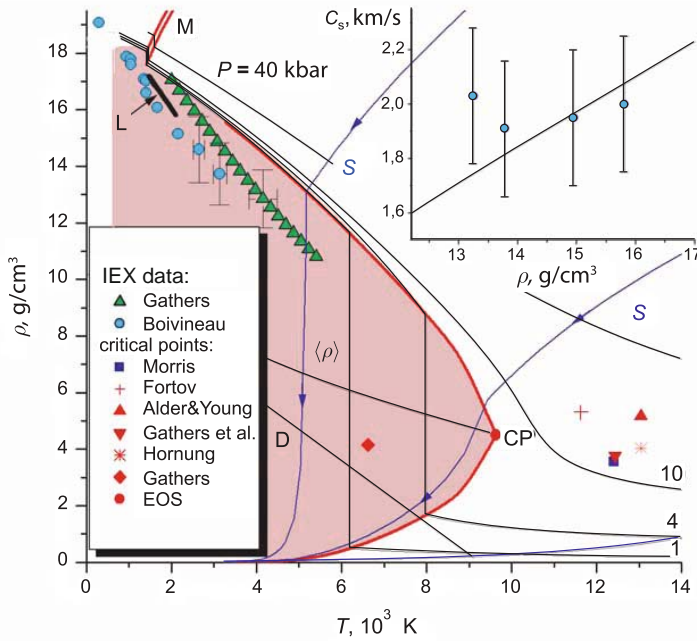 18
16
14
12
10
8
6
4
2
0
ρ, g/cm³
0
2
4
6
8
10
12
14
T, 10³ K
M
P = 40 kbar
L
S
⟨ρ⟩
D
CP
S
10
4
1
IEX data:
Gathers
Boivineau
critical points:
Morris
Fortov
Alder&Young
Gathers et al.
Hornung
Gathers
EOS
Cₛ, km/s
2,2
2,0
1,8
1,6
13
14
15
16
17
ρ, g/cm³